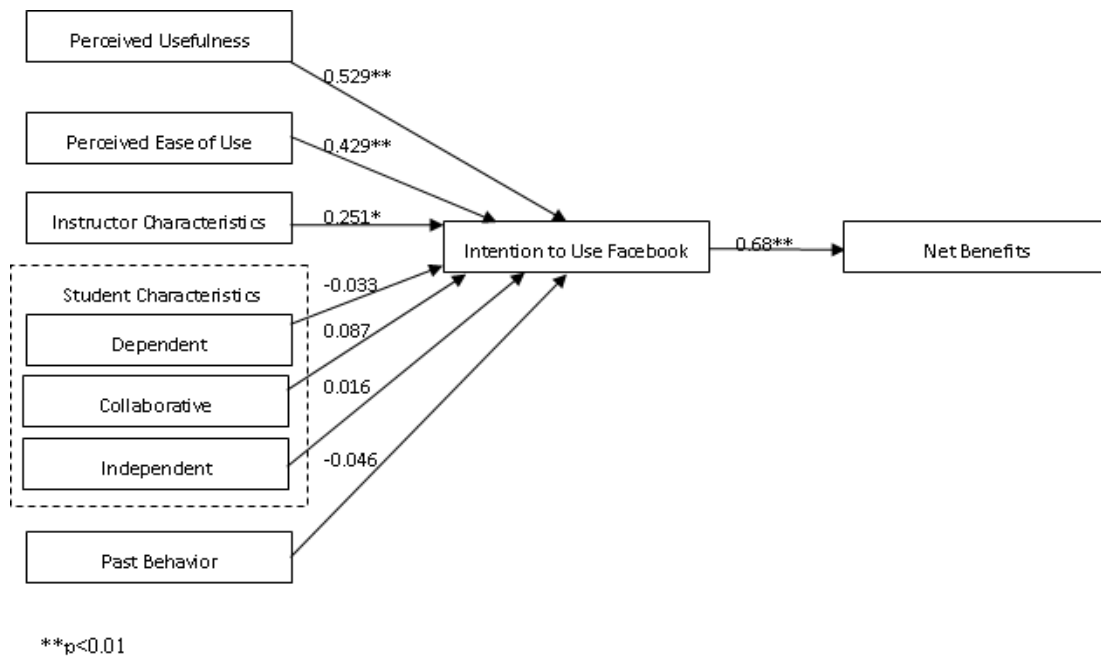 Perceived Usefulness
0.529**
Perceived Ease of Use
0.429**
Instructor Characteristics
0.251*
Intention to Use Facebook
0.68**
Net Benefits
Student Characteristics
-0.033
Dependent
0.087
Collaborative
0.016
Independent
-0.046
Past Behavior
**p<0.01